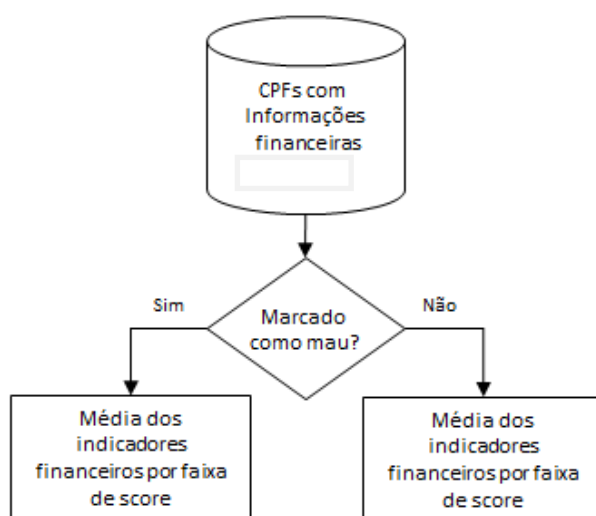 CPFs com
Informações
financeiras
Sim
Marcado
como mau?
Não
Média dos
indicadores
financeiros por faixa
de score
Média dos
indicadores
financeiros por faixa
de score